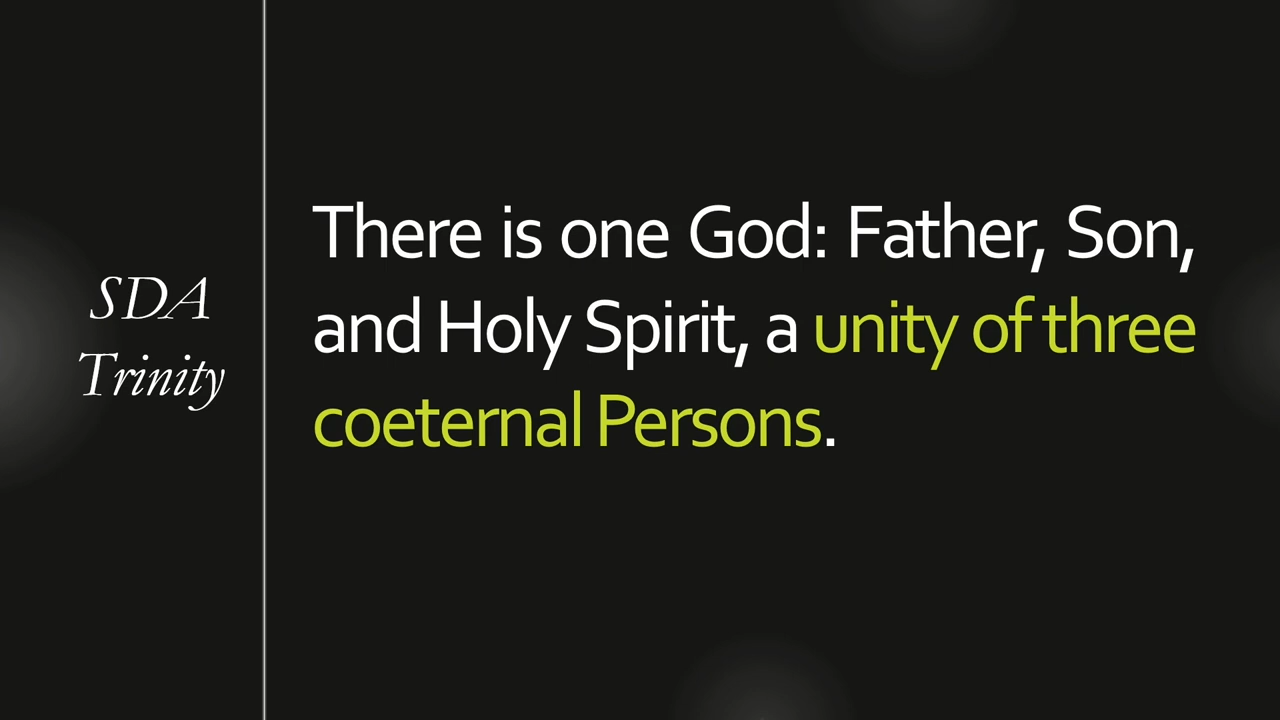 SDA
Trinity
There is one God: Father, Son,
and Holy Spirit, a unity of three
coeternal Persons.